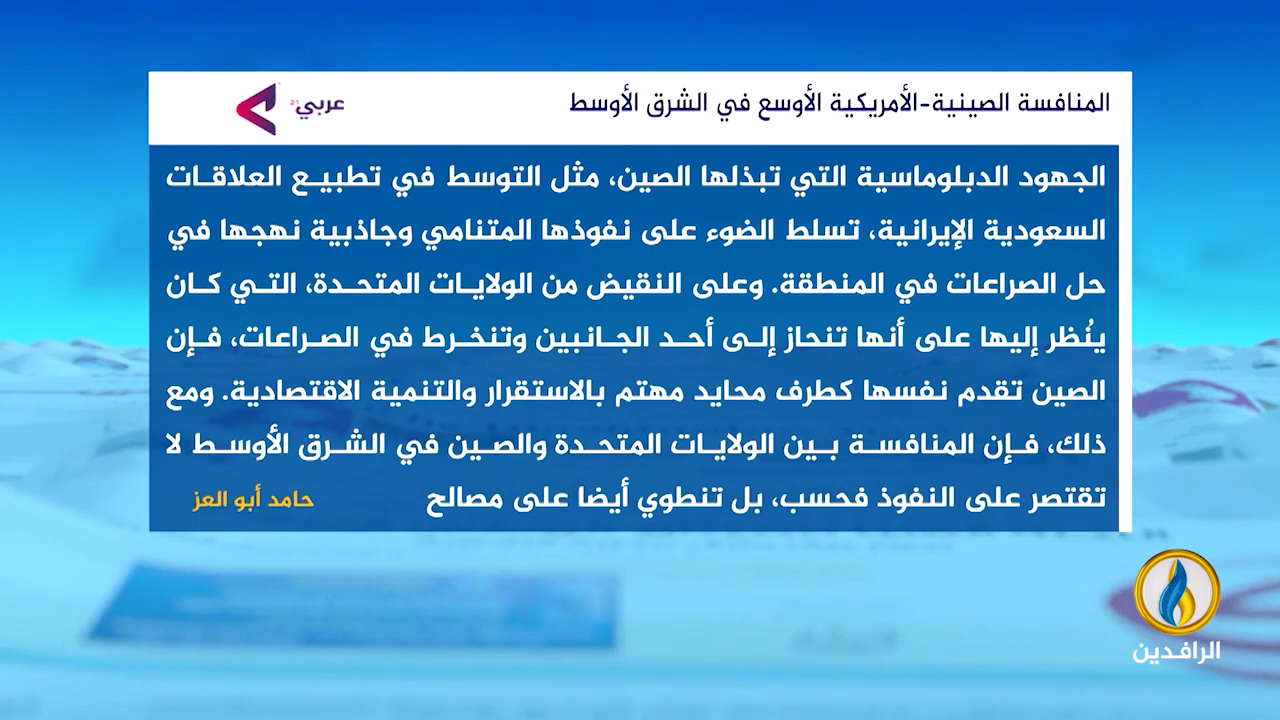 المنافسة الصينية-الأمريكية الأوسع في الشرق الأوسط
عربي21
الجهود الدبلوماسية التي تبذلها الصين، مثل التوسط في تطبيع العلاقات
السعودية الإيرانية، تسلط الضوء على نفوذها المتنامي وجاذبية نهجها في
حل الصراعات في المنطقة. وعلى النقيض من الولايات المتحدة، التي كان
ينُظر إليها على أنها تنحاز إلى أحد الجانبين وتنخرط في الصراعات، فإن
الصين تقدم نفسها كطرف محايد مهتم بالاستقرار والتنمية الاقتصادية. ومع
ذلك، فإن المنافسة بين الولايات المتحدة والصين في الشرق الأوسط لا
تقتصر على النفوذ فحسب، بل تنطوي أيضا على مصالح
حامد أبو العز
الرافدين